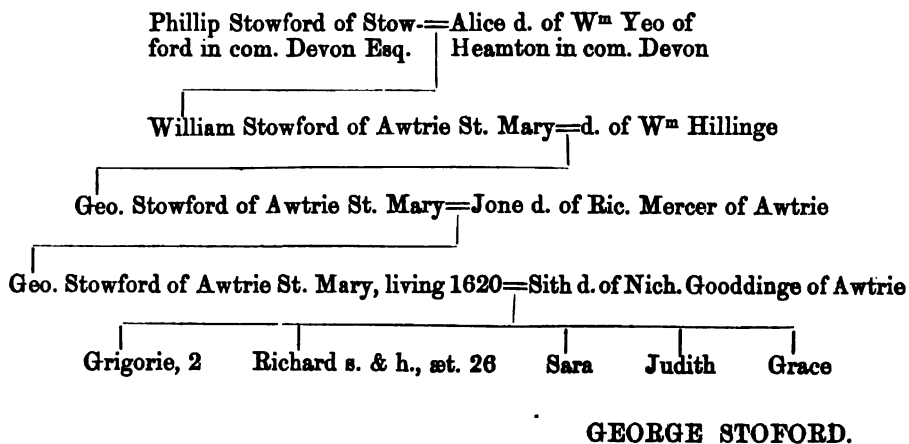 Phillip Stowford of Stow-=Alice d. of Wᵐ Yeo of
ford in com. Devon Esq. Heamton in com. Devon
William Stowford of Awtrie St. Mary=d. of Wᵐ Hillinge
Geo. Stowford of Awtrie St. Mary=Jone d. of Ric. Mercer of Awtrie
Geo. Stowford of Awtrie St. Mary, living 1620=Sith d. of Nich. Gooddinge of Awtrie
Grigorie, 2 Richard s. & h., æt. 26 Sara Judith Grace
GEORGE STOFORD.